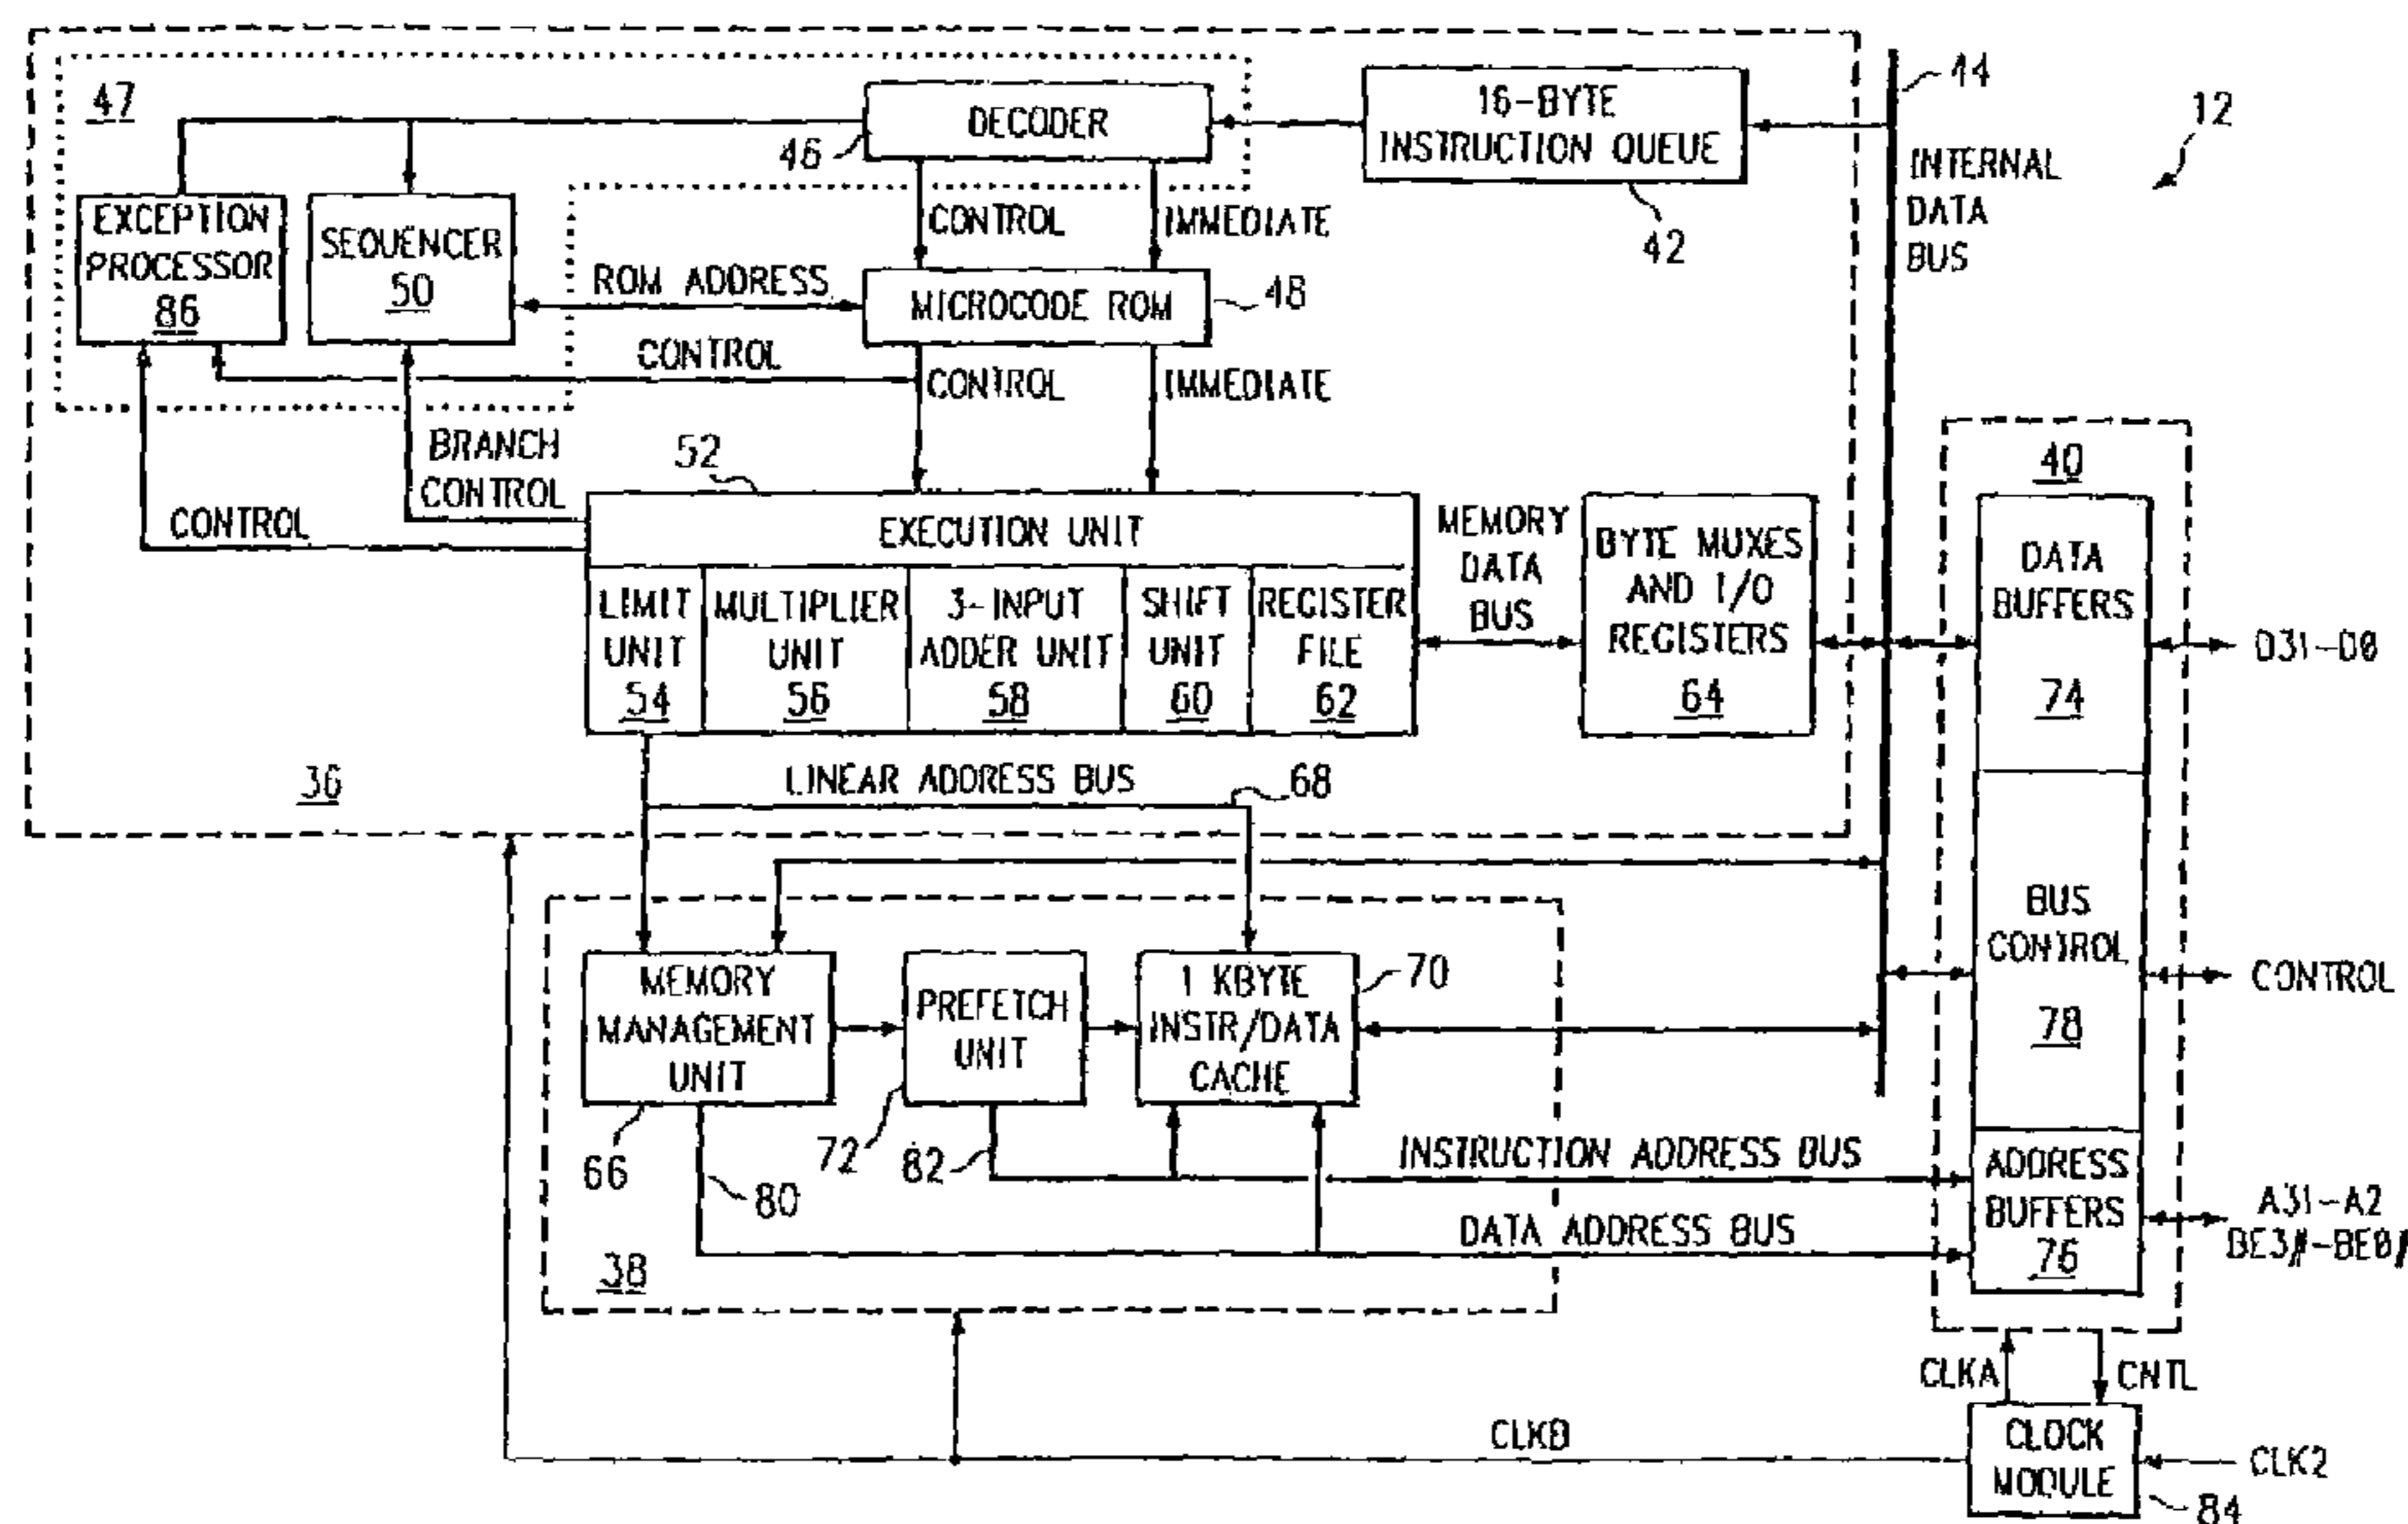 47
DECODER
46
16-BYTE
INSTRUCTION QUEUE
42
44
12
INTERNAL
DATA
BUS
EXCEPTION
PROCESSOR
86
SEQUENCER
50
CONTROL
IMMEDIATE
ROM ADDRESS
MICROCODE ROM
48
CONTROL
CONTROL
IMMEDIATE
BRANCH
CONTROL
CONTROL
52
EXECUTION UNIT
LIMIT
UNIT
54
MULTIPLIER
UNIT
56
3-INPUT
ADDER UNIT
58
SHIFT
UNIT
60
REGISTER
FILE
62
MEMORY
DATA
BUS
BYTE MUXES
AND I/O
REGISTERS
64
40
DATA
BUFFERS
74
D31-D0
36
LINEAR ADDRESS BUS
68
BUS
CONTROL
78
CONTROL
MEMORY
MANAGEMENT
UNIT
66
PREFETCH
UNIT
72
1 KBYTE
INSTR/DATA
CACHE
70
82
80
INSTRUCTION ADDRESS BUS
DATA ADDRESS BUS
ADDRESS
BUFFERS
76
A31-A2
BE3#-BE0#
38
CLKA
CNTL
CLKB
CLOCK
MODULE
84
CLK2